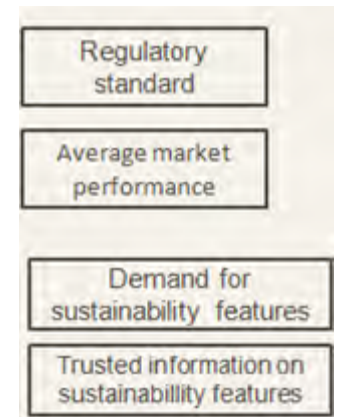 Regulatory
standard
Average market
performance
Demand for
sustainability features
Trusted information on
sustainabillity features